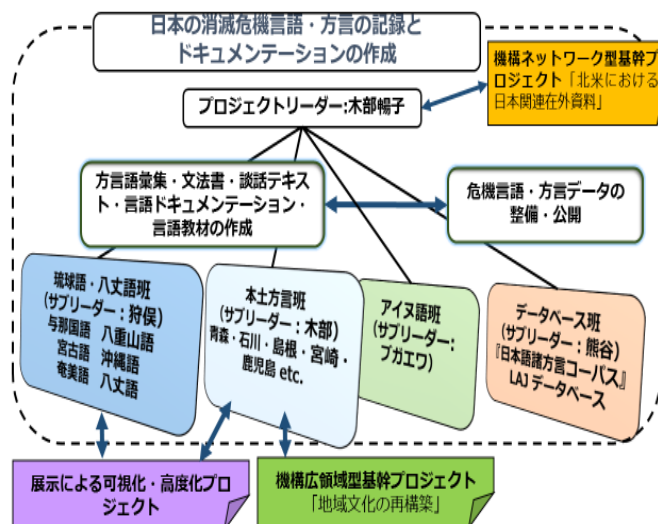 日本の消滅危機言語・方言の記録と
ドキュメンテーションの作成
機構ネットワーク型基幹プ
ロジェクト「北米における
日本関連在外資料」
プロジェクトリーダー:木部暢子
方言語彙集・文法書・談話テキス
ト・言語ドキュメンテーション・
言語教材の作成
危機言語・方言データの
整備・公開
琉球語・八丈語班
(サブリーダー：狩俣)
与那国語 八重山語
宮古語 沖縄語
奄美語 八丈語
本土方言班
(サブリーダー：木部)
青森・石川・島根・宮崎・
鹿児島 etc.
アイヌ語班
(サブリーダー：
ブガエワ)
データベース班
(サブリーダー：熊谷)
『日本語諸方言コーパス』
LAJ データベース
展示による可視化・高度化プロ
ジェクト
機構広領域型基幹プロジェクト
「地域文化の再構築」